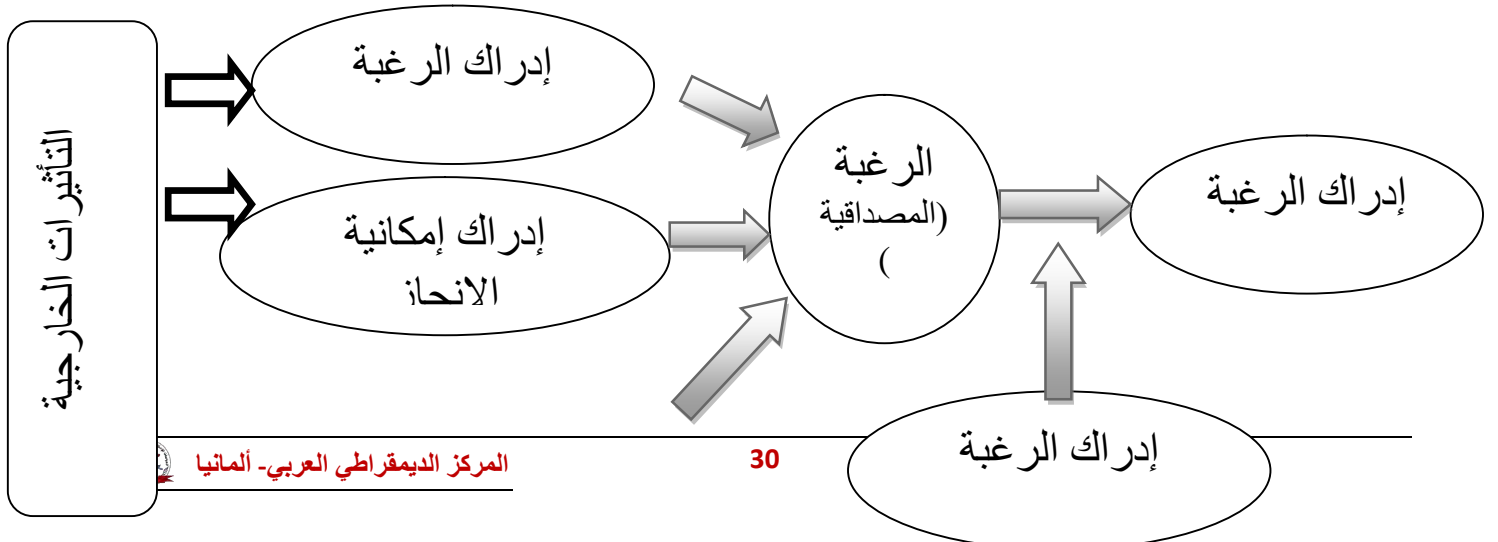 التأثيرات الخارجية
إدراك الرغبة
إدراك إمكانية
الانجاز
الرغبة
(المصداقية
)
إدراك الرغبة
إدراك الرغبة
30
المركز الديمقراطي العربي- ألمانيا